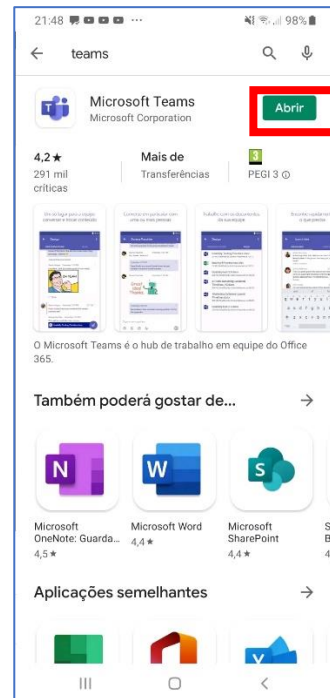 21:48
98%
teams
Microsoft Teams
Microsoft Corporation
Abrir
4,2★
291 mil
críticas
Mais de
Transferências
3
PEGI 3
O Microsoft Teams é o hub de trabalho em equipe do Office
365.
Também poderá gostar de...
N
W
S
Microsoft
OneNote: Guarda...
4,5★
Microsoft Word
4,4★
Microsoft
SharePoint
4,4★
Aplicações semelhantes